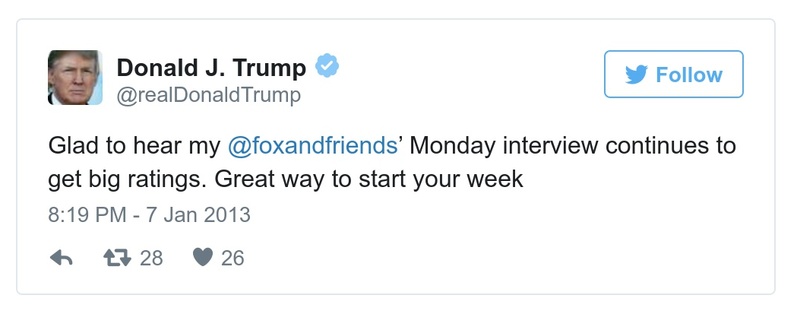 Donald J. Trump
@realDonaldTrump
Follow
Glad to hear my @foxandfriends’ Monday interview continues to
get big ratings. Great way to start your week
8:19 PM - 7 Jan 2013
28 26